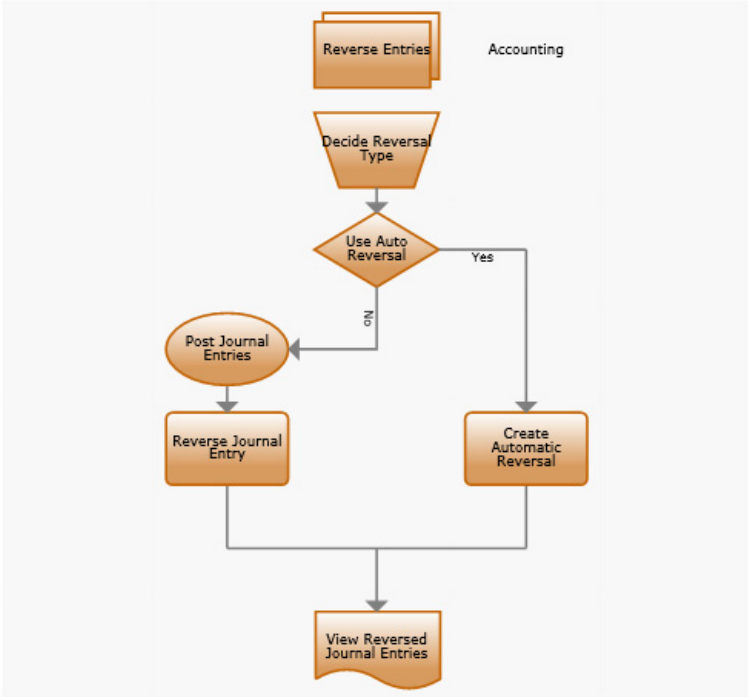 Reverse Entries
Accounting
Decide Reversal
Type
Use Auto
Reversal
Yes
No
Post Journal
Entries
Reverse Journal
Entry
Create
Automatic
Reversal
View Reversed
Journal Entries